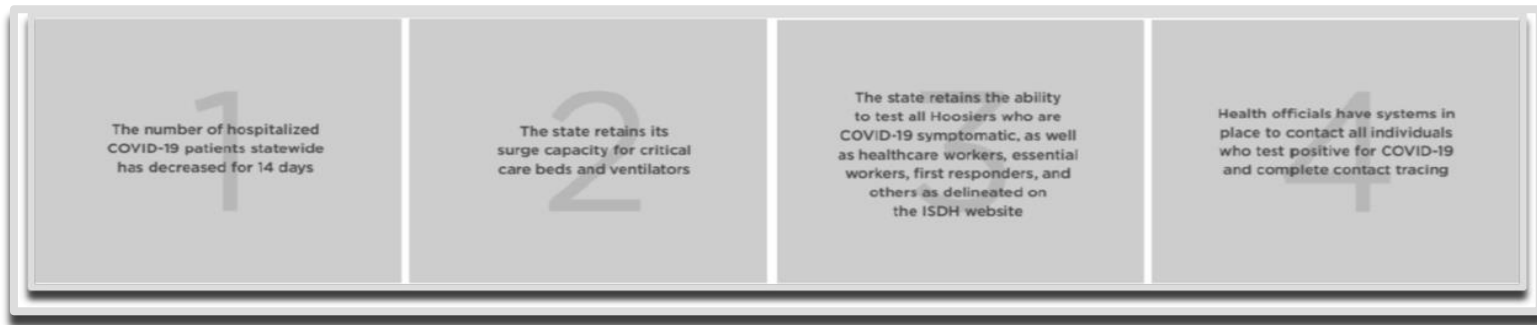 1
The number of hospitalized
COVID-19 patients statewide
has decreased for 14 days
2
The state retains its
surge capacity for critical
care beds and ventilators
3
The state retains the ability
to test all Hoosiers who are
COVID-19 symptomatic, as well
as healthcare workers, essential
workers, first responders, and
others as delineated on
the ISDH website
4
Health officials have systems in
place to contact all individuals
who test positive for COVID-19
and complete contact tracing